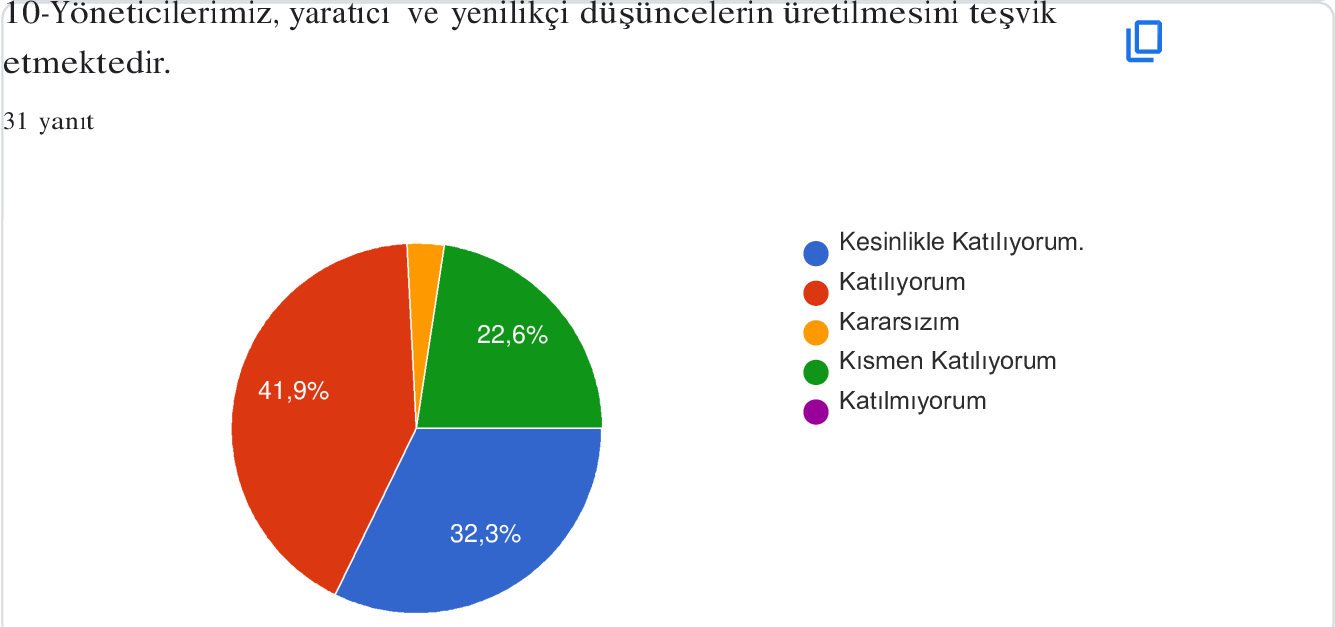 10-Yöneticilerimiz, yaratıcı ve yenilikçi düşüncelerin üretilmesini teşvik
etmektedir.
31 yanıt
Kesinlikle Katılıyorum.
Katılıyorum
Kararsızım
Kısmen Katılıyorum
Katılmıyorum
22,6%
41,9%
32,3%